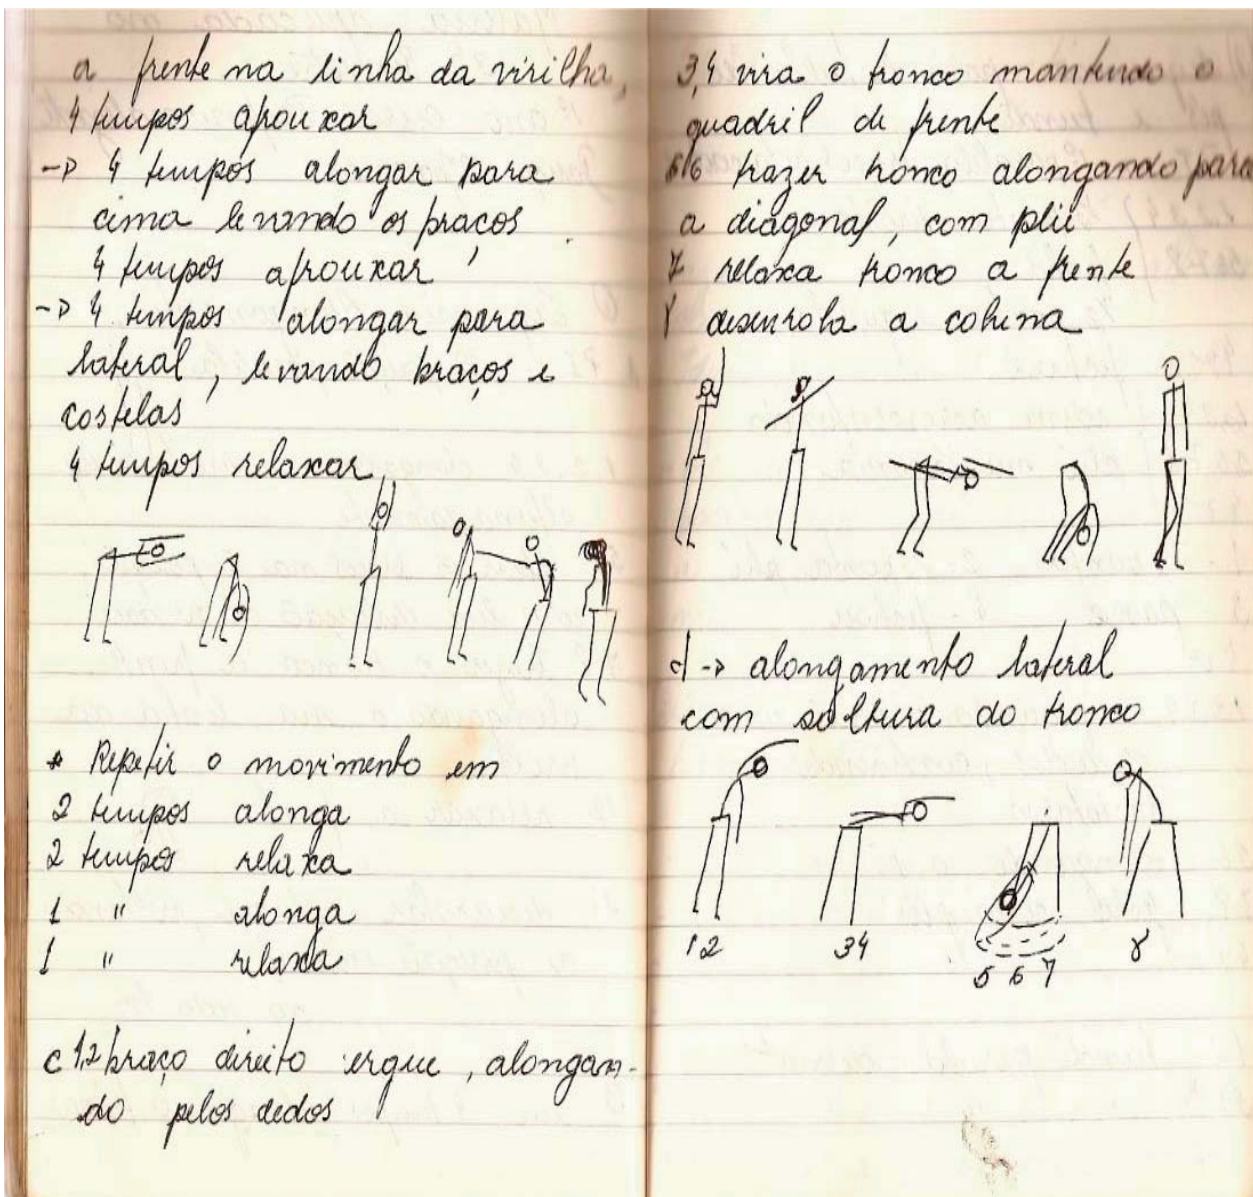 a frente na linha da virilha,
4 tempos afrouxar
-> 4 tempos alongar para
cima levando os braços
4 tempos afrouxar
-> 4 tempos alongar para
lateral, levando braços e
costelas
4 tempos relaxar
* Repetir o movimento em
2 tempos alonga
2 tempos relaxa
1 " alonga
1 " relaxa
c 1,2 braço direito ergue, alongan-
do pelos dedos
3,4 vira o tronco mantendo o
quadril de frente
5/6 trazer tronco alongando para
a diagonal, com plié
7 relaxa tronco a frente
8 desenrola a coluna
d -> alongamento lateral
com soltura do tronco
1 2
3 4
5 6 7
8